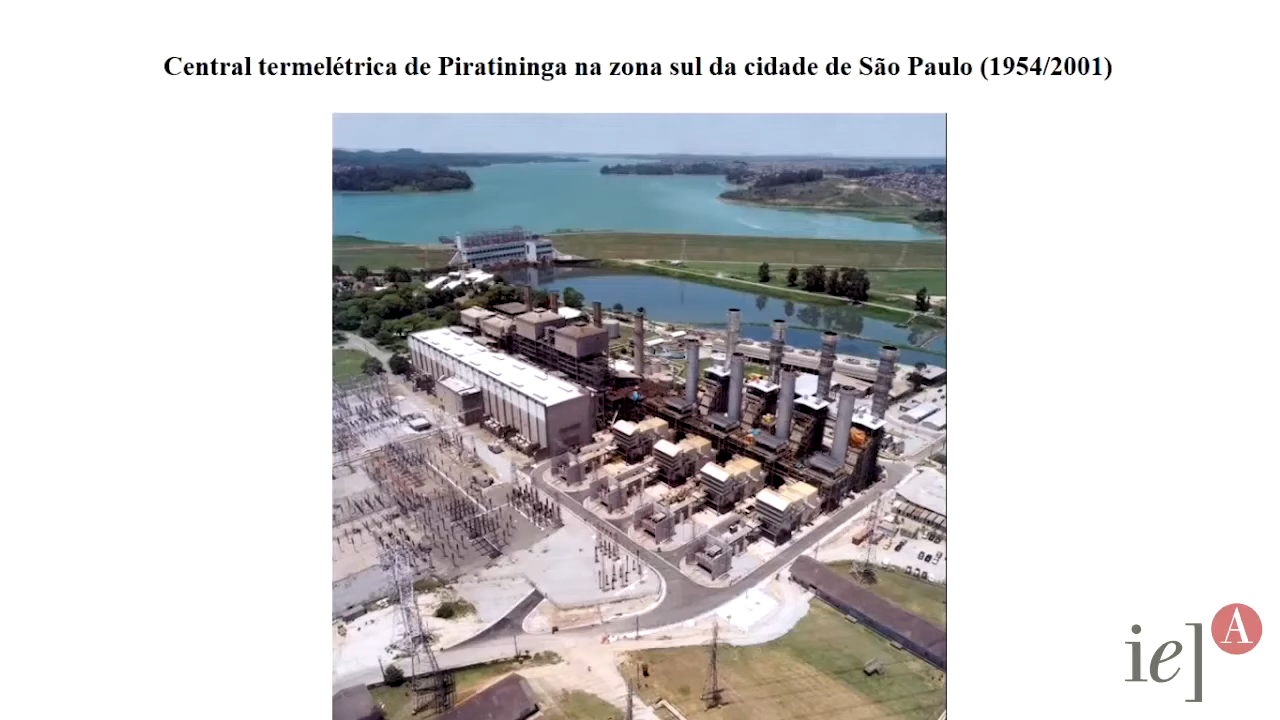 Central termelétrica de Piratininga na zona sul da cidade de São Paulo (1954/2001)
ie] A